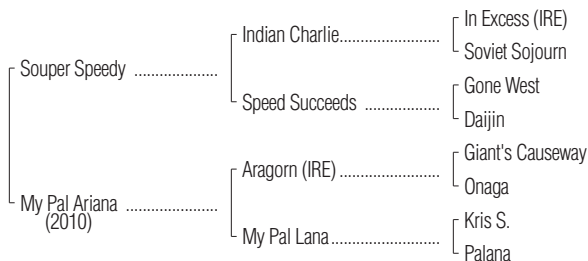 In Excess (IRE)
Indian Charlie....................
Soviet Sojourn
Souper Speedy ...................
Gone West
Speed Succeeds ................
Daijin
Giant's Causeway
Aragorn (IRE) ....................
Onaga
My Pal Ariana .....................
(2010)
Kris S.
My Pal Lana......................
Palana